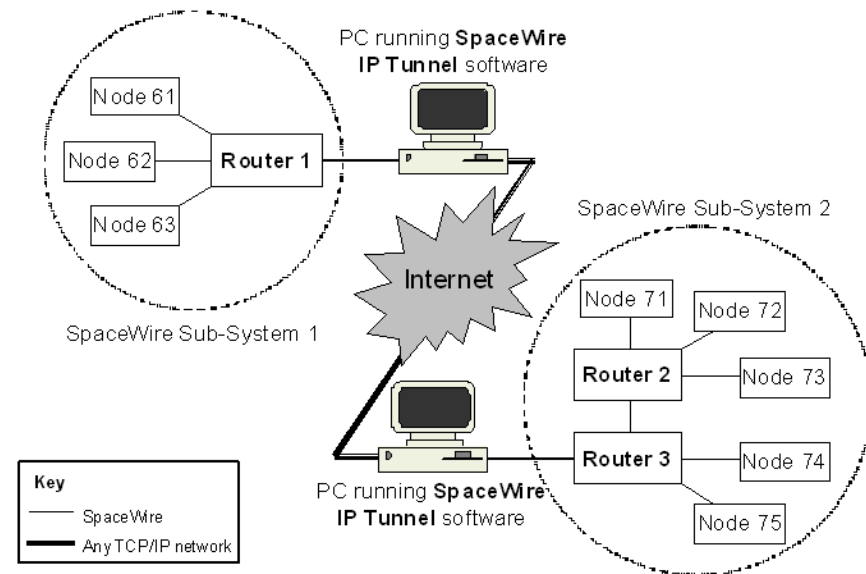 PC running SpaceWire
IP Tunnel software
Node 61
Node 62
Router 1
Node 63
SpaceWire Sub-System 1
Internet
SpaceWire Sub-System 2
Node 71
Node 72
Router 2
Node 73
Router 3
Node 74
Node 75
PC running SpaceWire
IP Tunnel software
Key
SpaceWire
Any TCP/IP network